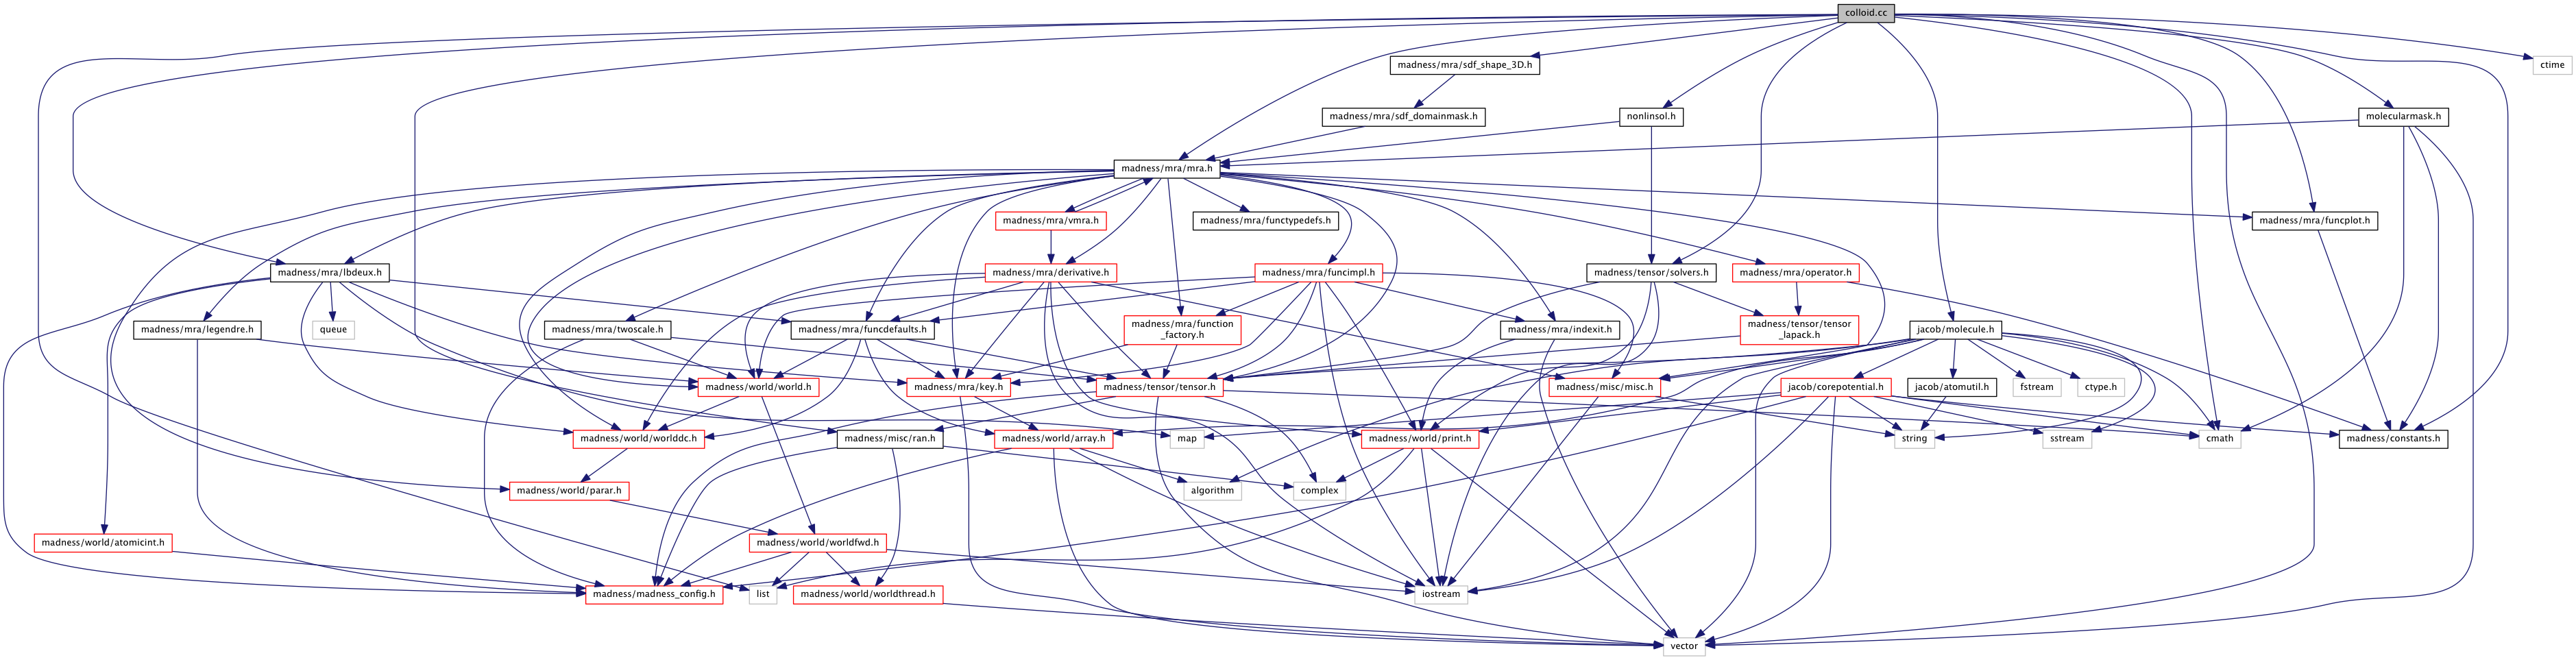 colloid.cc
madness/mra/sdf_shape_3D.h
ctime
madness/mra/sdf_domainmask.h
nonlinsol.h
molecularmask.h
madness/mra/mra.h
madness/mra/vmra.h
madness/mra/functypedefs.h
madness/mra/funcplot.h
madness/mra/lbdeux.h
madness/mra/derivative.h
madness/mra/funcimpl.h
madness/tensor/solvers.h
madness/mra/operator.h
madness/mra/legendre.h
queue
madness/mra/twoscale.h
madness/mra/funcdefaults.h
madness/mra/function
_factory.h
madness/mra/indexit.h
madness/tensor/tensor
_lapack.h
jacob/molecule.h
madness/world/world.h
madness/mra/key.h
madness/tensor/tensor.h
madness/misc/misc.h
jacob/corepotential.h
jacob/atomutil.h
fstream
ctype.h
madness/world/worlddc.h
madness/misc/ran.h
madness/world/array.h
map
madness/world/print.h
string
sstream
cmath
madness/constants.h
madness/world/parar.h
algorithm
complex
madness/world/atomicint.h
madness/world/worldfwd.h
madness/madness_config.h
list
madness/world/worldthread.h
iostream
vector